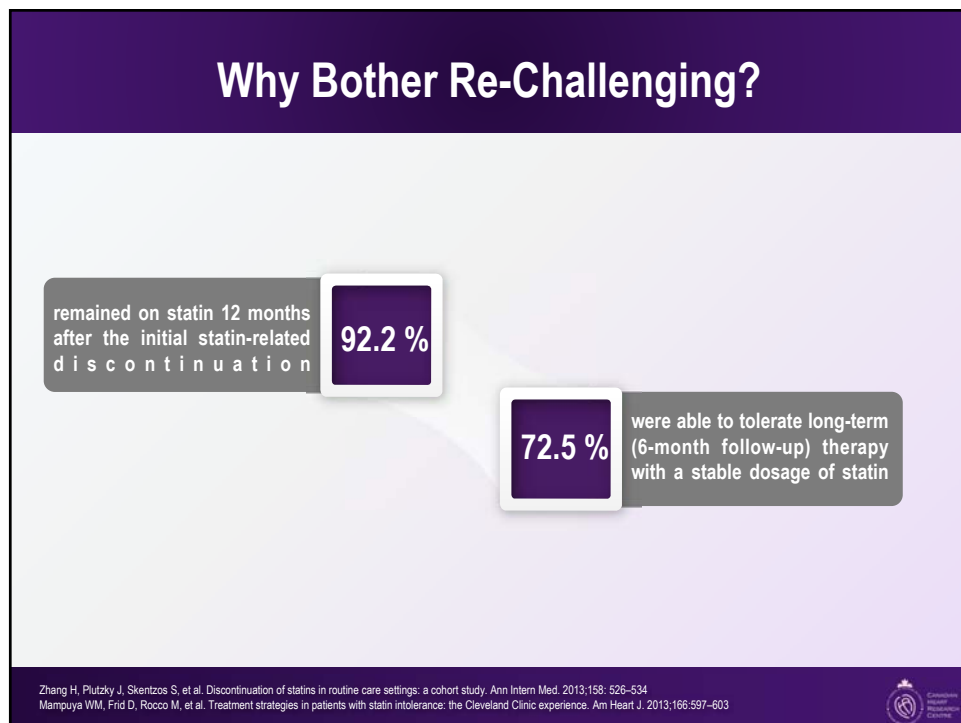 Why Bother Re-Challenging?
remained on statin 12 months
after the initial statin-related
discontinuation
92.2 %
72.5 %
were able to tolerate long-term
(6-month follow-up) therapy
with a stable dosage of statin
Zhang H, Plutzky J, Skentzos S, et al. Discontinuation of statins in routine care settings: a cohort study. Ann Intern Med. 2013;158: 526–534
Mampuya WM, Frid D, Rocco M, et al. Treatment strategies in patients with statin intolerance: the Cleveland Clinic experience. Am Heart J. 2013;166:597–603
CANADIAN
HEART
RESEARCH
CENTRE